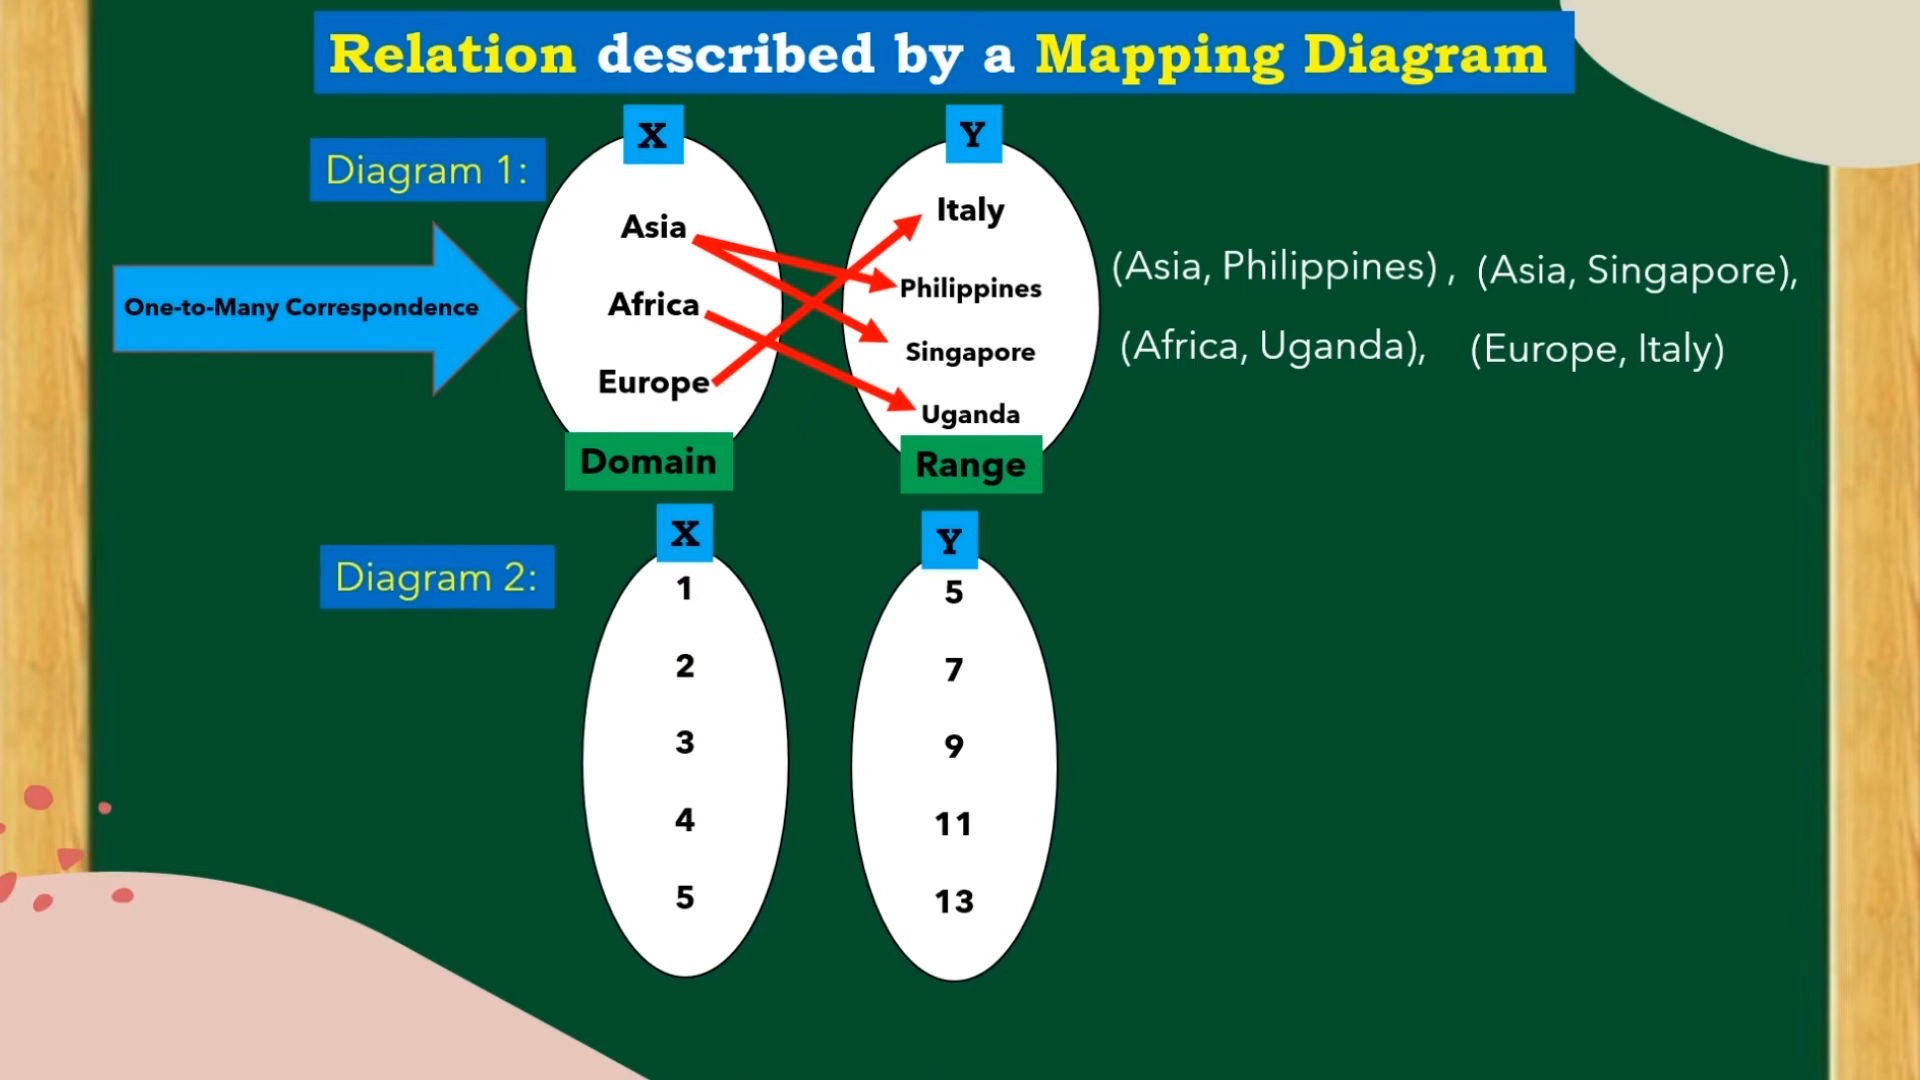 Relation described by a Mapping Diagram
X
Y
Diagram 1:
One-to-Many Correspondence
Asia
Africa
Europe
Domain
Italy
Philippines
Singapore
Uganda
Range
(Asia, Philippines) , (Asia, Singapore),
(Africa, Uganda), (Europe, Italy)
Diagram 2:
X
1
2
3
4
5
Y
5
7
9
11
13